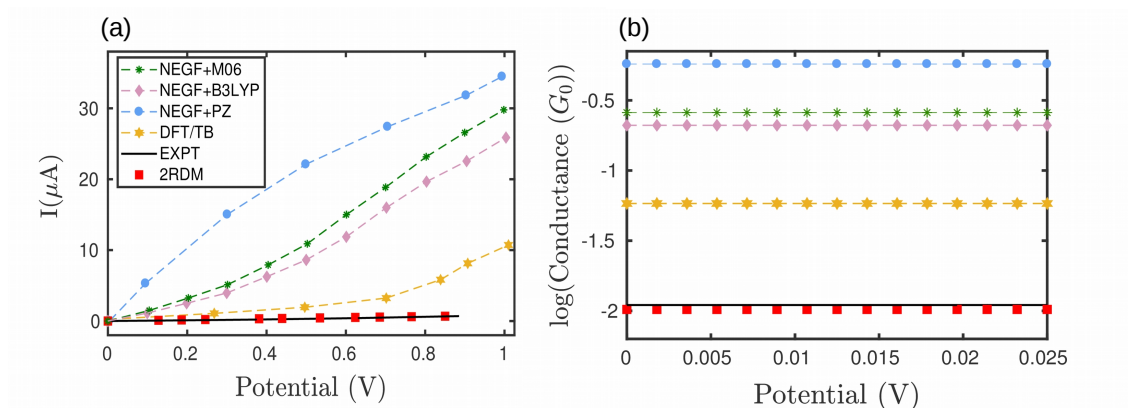 (a)
NEGF+M06
NEGF+B3LYP
NEGF+PZ
DFT/TB
EXPT
2RDM
I(μA)
30
20
10
0
0 0.2 0.4 0.6 0.8 1
Potential (V)
(b)
log(Conductance (G₀))
-0.5
-1
-1.5
-2
0 0.005 0.01 0.015 0.02 0.025
Potential (V)